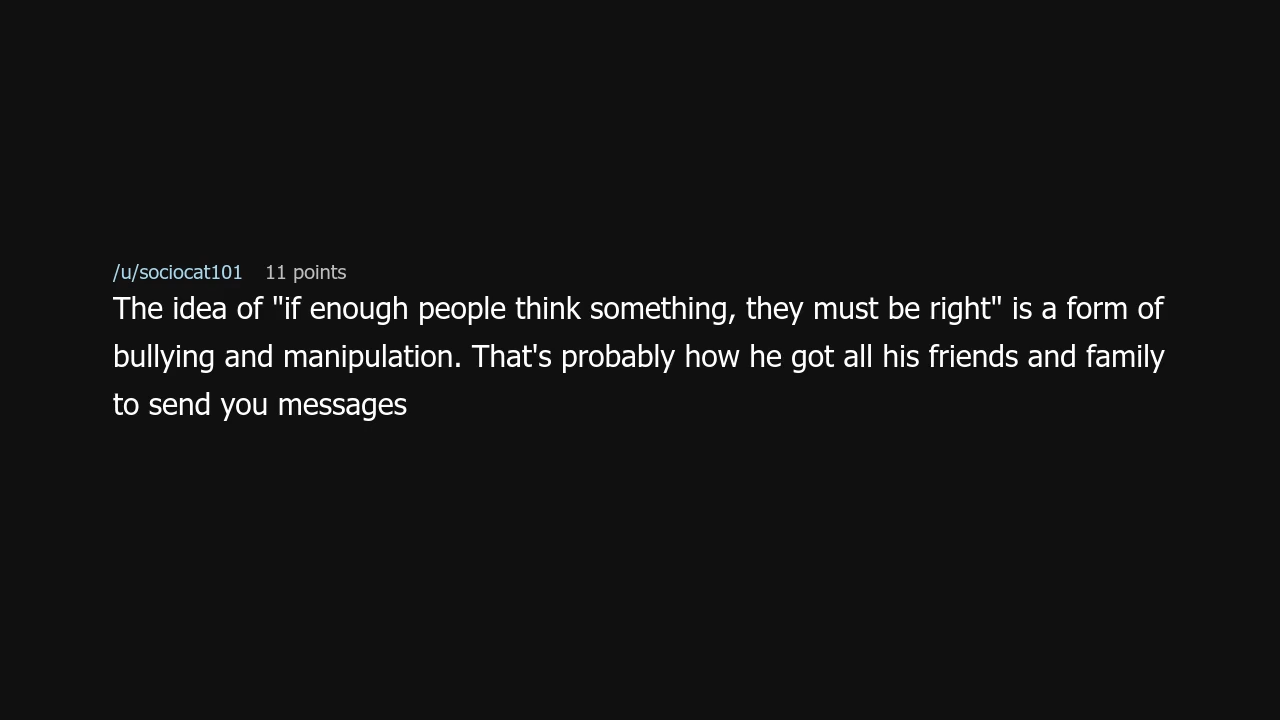 /u/sociocat101 11 points
The idea of "if enough people think something, they must be right" is a form of
bullying and manipulation. That's probably how he got all his friends and family
to send you messages